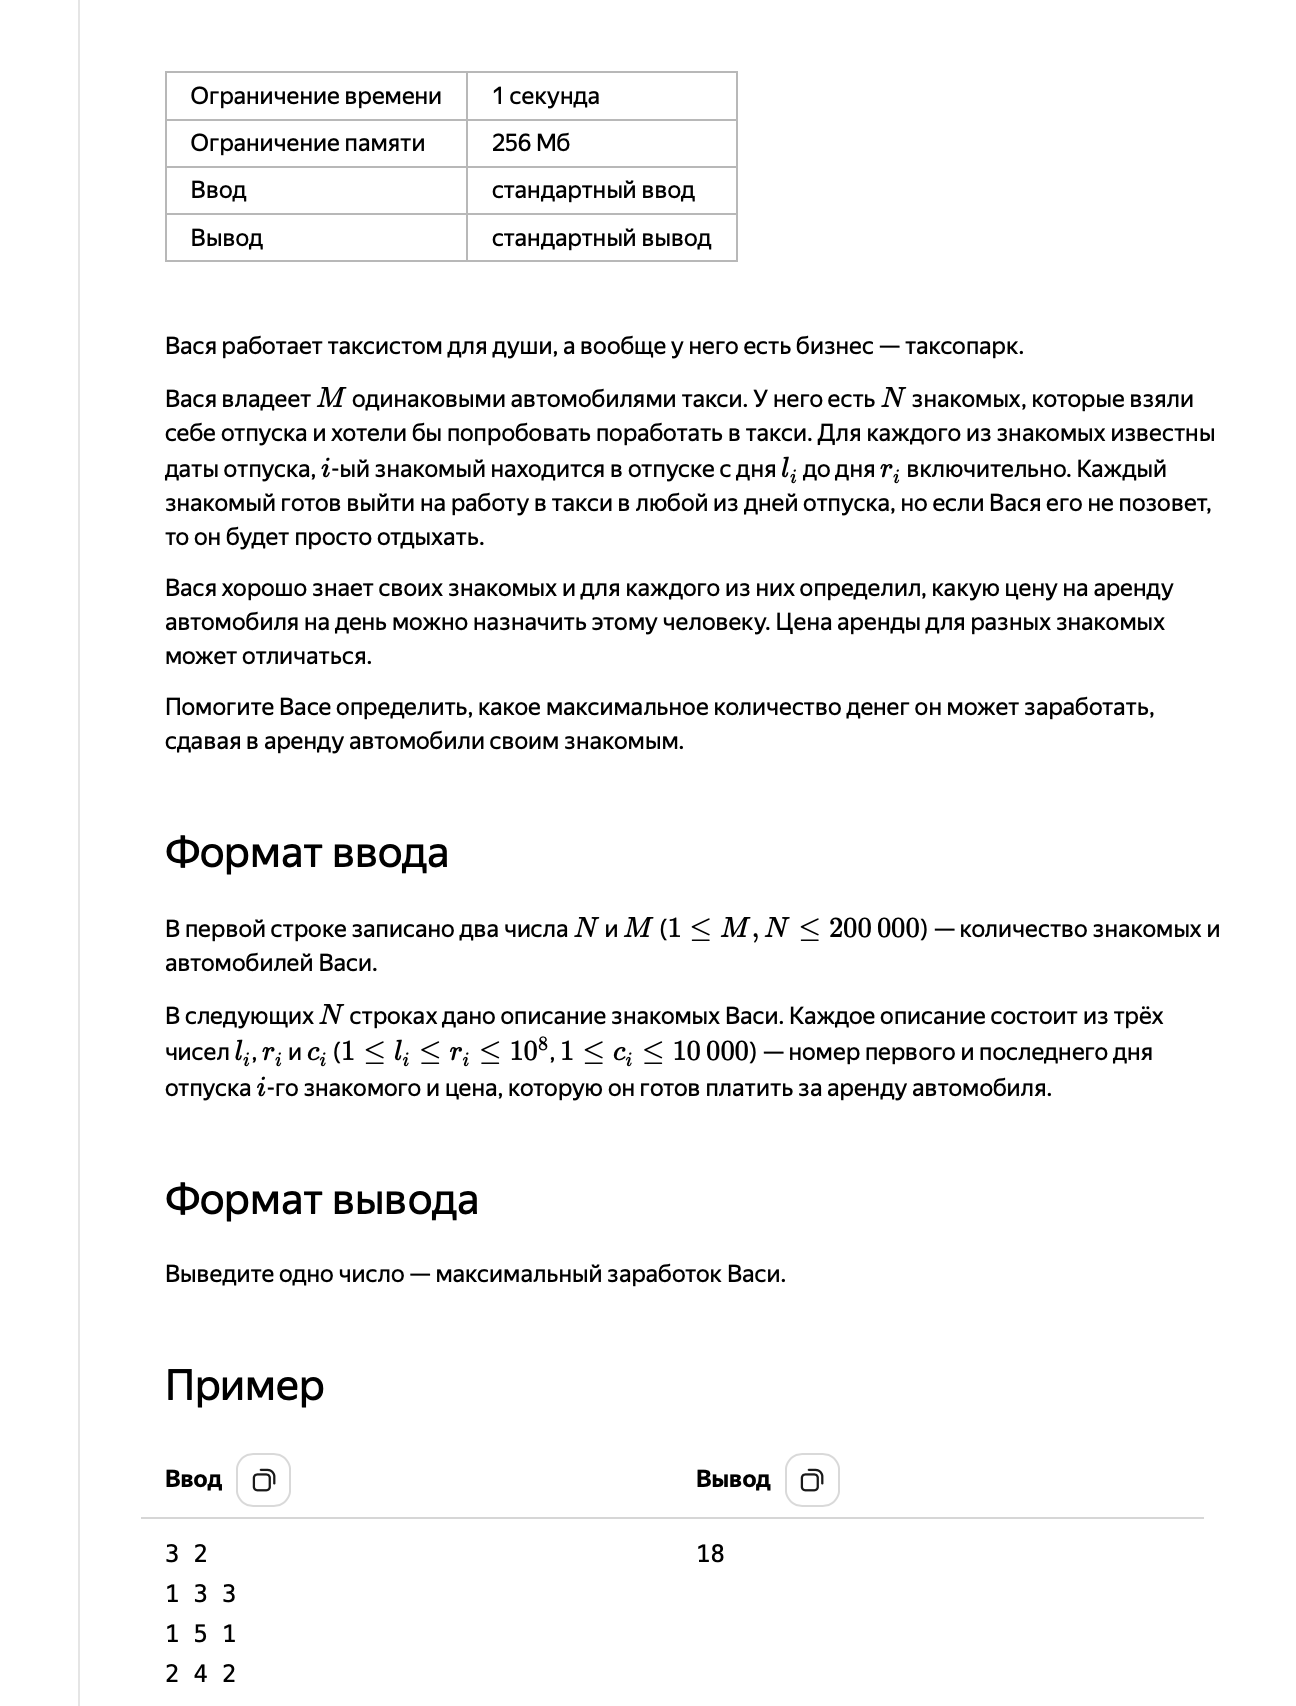 Ограничение времени 1 секунда
Ограничение памяти 256 Мб
Ввод стандартный ввод
Вывод стандартный вывод
Вася работает таксистом для души, а вообще у него есть бизнес — таксопарк.
Вася владеет M одинаковыми автомобилями такси. У него есть N знакомых, которые взяли
себе отпуска и хотели бы попробовать поработать в такси. Для каждого из знакомых известны
даты отпуска, i-ый знакомый находится в отпуске с дня l_i до дня r_i включительно. Каждый
знакомый готов выйти на работу в такси в любой из дней отпуска, но если Вася его не позовет,
то он будет просто отдыхать.
Вася хорошо знает своих знакомых и для каждого из них определил, какую цену на аренду
автомобиля на день можно назначить этому человеку. Цена аренды для разных знакомых
может отличаться.
Помогите Васе определить, какое максимальное количество денег он может заработать,
сдавая в аренду автомобили своим знакомым.
Формат ввода
В первой строке записано два числа N и M (1 ≤ M, N ≤ 200 000) — количество знакомых и
автомобилей Васи.
В следующих N строках дано описание знакомых Васи. Каждое описание состоит из трёх
чисел l_i, r_i и c_i (1 ≤ l_i ≤ r_i ≤ 10^8, 1 ≤ c_i ≤ 10 000) — номер первого и последнего дня
отпуска i-го знакомого и цена, которую он готов платить за аренду автомобиля.
Формат вывода
Выведите одно число — максимальный заработок Васи.
Пример
Ввод Вывод
3 2 18
1 3 3
1 5 1
2 4 2